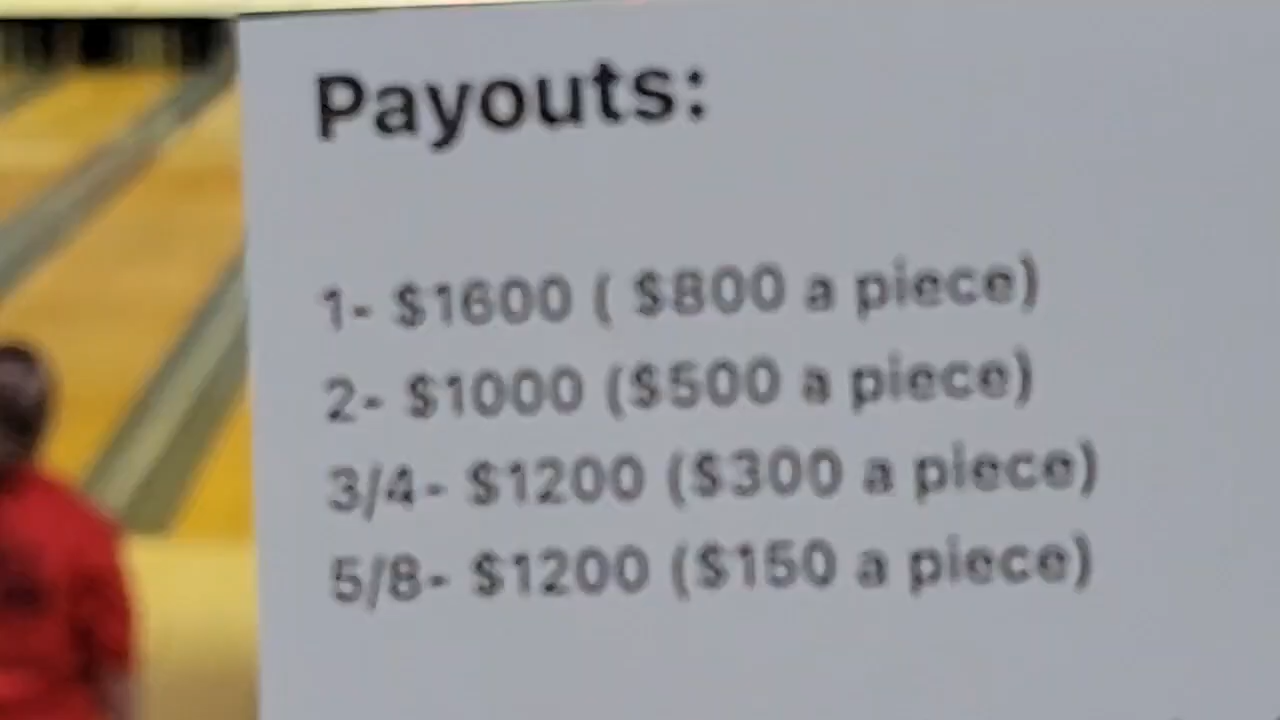 Payouts:
1- $1600 ( $800 a piece)
2- $1000 ($500 a piece)
3/4- $1200 ($300 a piece)
5/8- $1200 ($150 a piece)